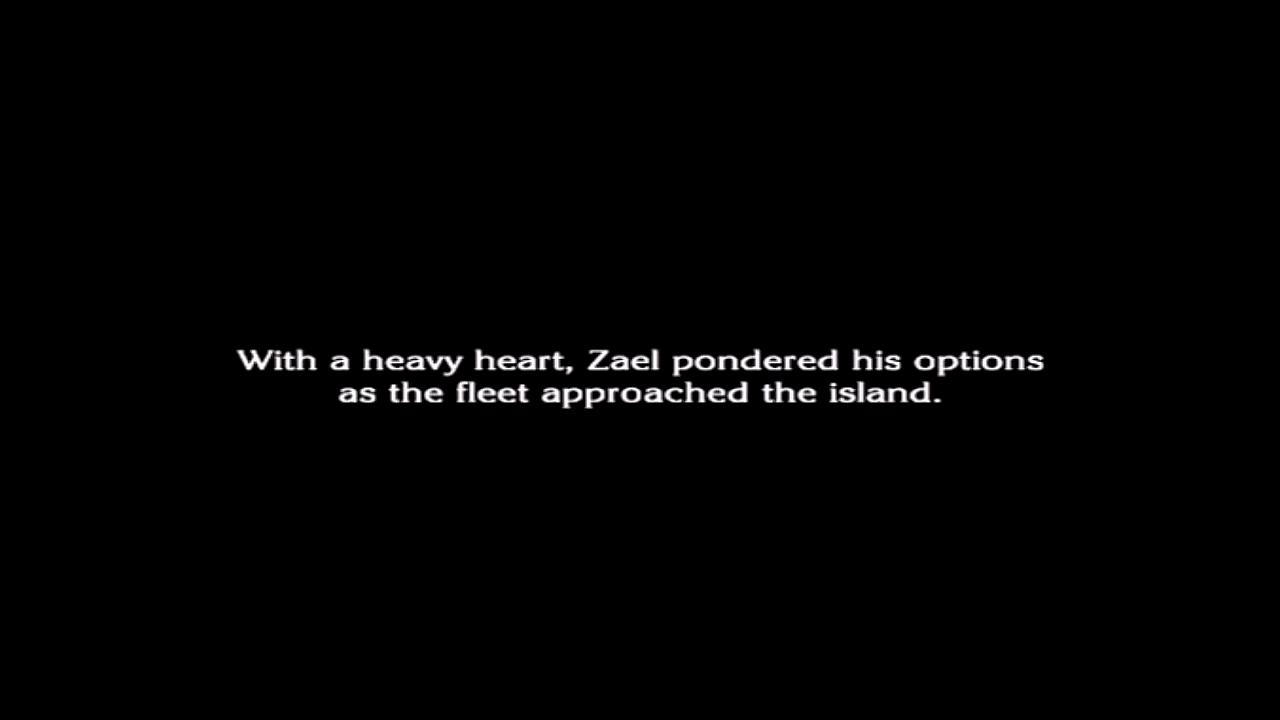 With a heavy heart, Zael pondered his options
as the fleet approached the island.